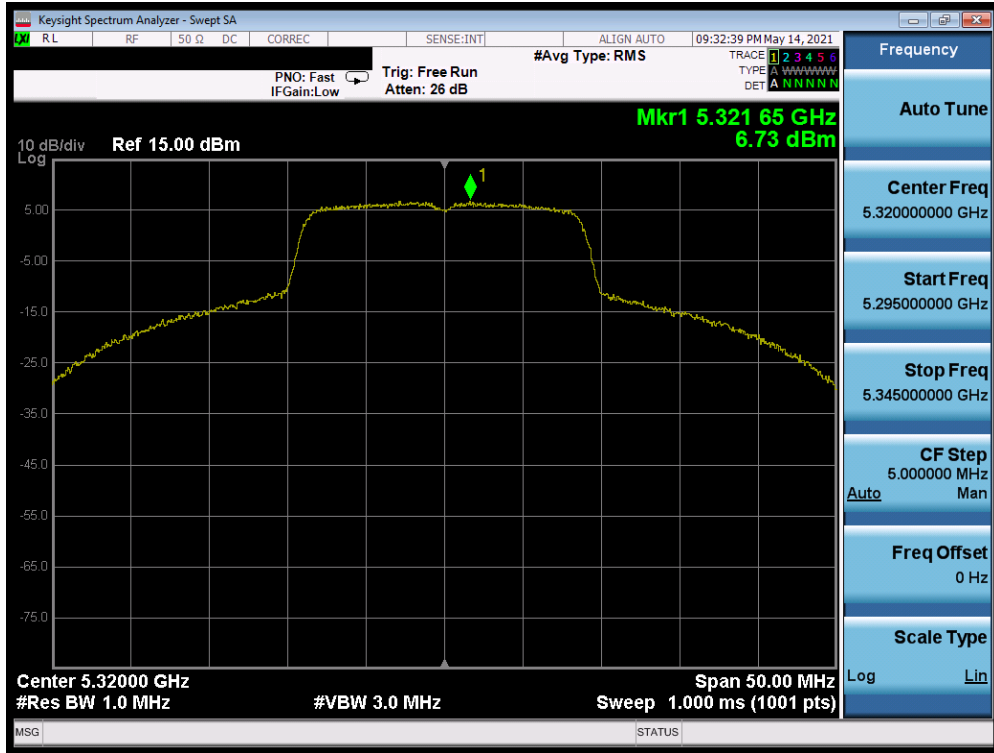 Keysight Spectrum Analyzer - Swept SA
LXI RL RF 50 Ω DC CORREC SENSE:INT ALIGN AUTO 09:32:39 PM May 14, 2021
#Avg Type: RMS
TRACE 1 2 3 4 5 6
TYPE A WWWWW
DET A N N N N N
PNO: Fast
IFGain:Low
Trig: Free Run
Atten: 26 dB
Mkr1 5.321 65 GHz
6.73 dBm
10 dB/div
Log
Ref 15.00 dBm
1
5.00
-5.00
-15.0
-25.0
-35.0
-45.0
-55.0
-65.0
-75.0
Center 5.32000 GHz
#Res BW 1.0 MHz
#VBW 3.0 MHz
Span 50.00 MHz
Sweep 1.000 ms (1001 pts)
MSG
STATUS
Frequency
Auto Tune
Center Freq
5.320000000 GHz
Start Freq
5.295000000 GHz
Stop Freq
5.345000000 GHz
CF Step
5.000000 MHz
Auto Man
Freq Offset
0 Hz
Scale Type
Log Lin